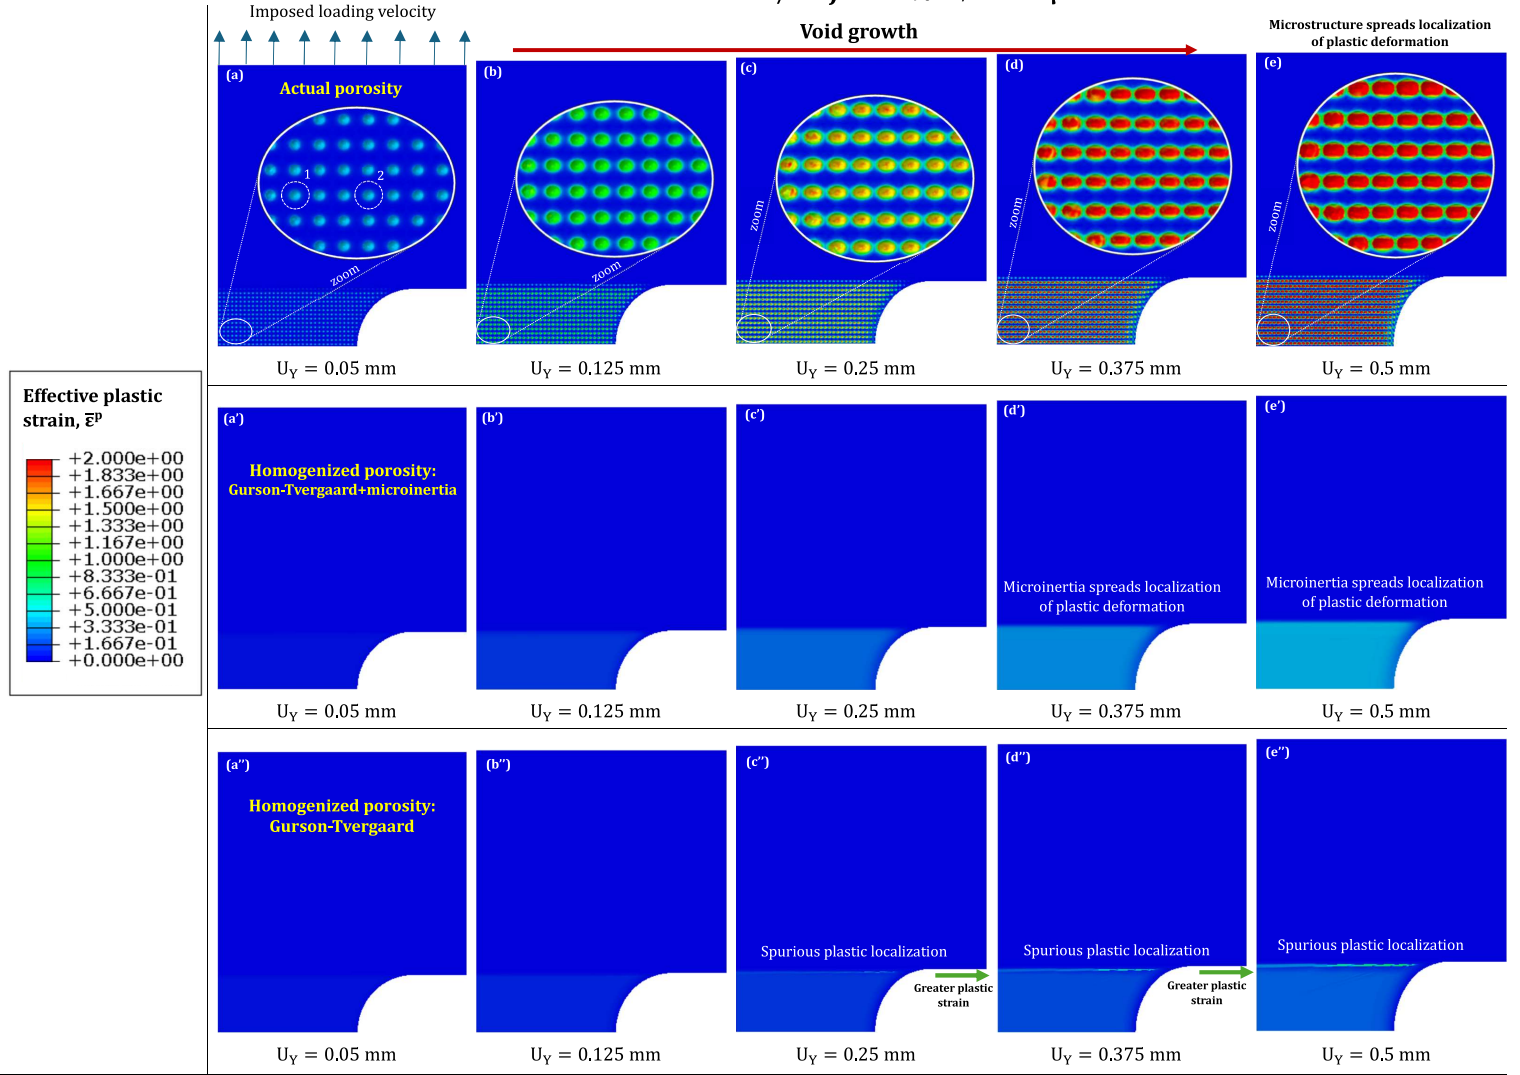 Imposed loading velocity
Void growth
Microstructure spreads localization
of plastic deformation
(a)
Actual porosity
1
2
zoom
zoom
(b)
zoom
zoom
(c)
zoom
(d)
zoom
(e)
zoom
U_Y = 0.05 mm
U_Y = 0.125 mm
U_Y = 0.25 mm
U_Y = 0.375 mm
U_Y = 0.5 mm
Effective plastic
strain, ε̅ᵖ
+2.000e+00
+1.833e+00
+1.667e+00
+1.500e+00
+1.333e+00
+1.167e+00
+1.000e+00
+8.333e-01
+6.667e-01
+5.000e-01
+3.333e-01
+1.667e-01
+0.000e+00
(a')
Homogenized porosity:
Gurson-Tvergaard+microinertia
(b')
(c')
(d')
Microinertia spreads localization
of plastic deformation
(e')
Microinertia spreads localization
of plastic deformation
U_Y = 0.05 mm
U_Y = 0.125 mm
U_Y = 0.25 mm
U_Y = 0.375 mm
U_Y = 0.5 mm
(a'')
Homogenized porosity:
Gurson-Tvergaard
(b'')
(c'')
Spurious plastic localization
Greater plastic
strain
(d'')
Spurious plastic localization
Greater plastic
strain
(e'')
Spurious plastic localization
U_Y = 0.05 mm
U_Y = 0.125 mm
U_Y = 0.25 mm
U_Y = 0.375 mm
U_Y = 0.5 mm